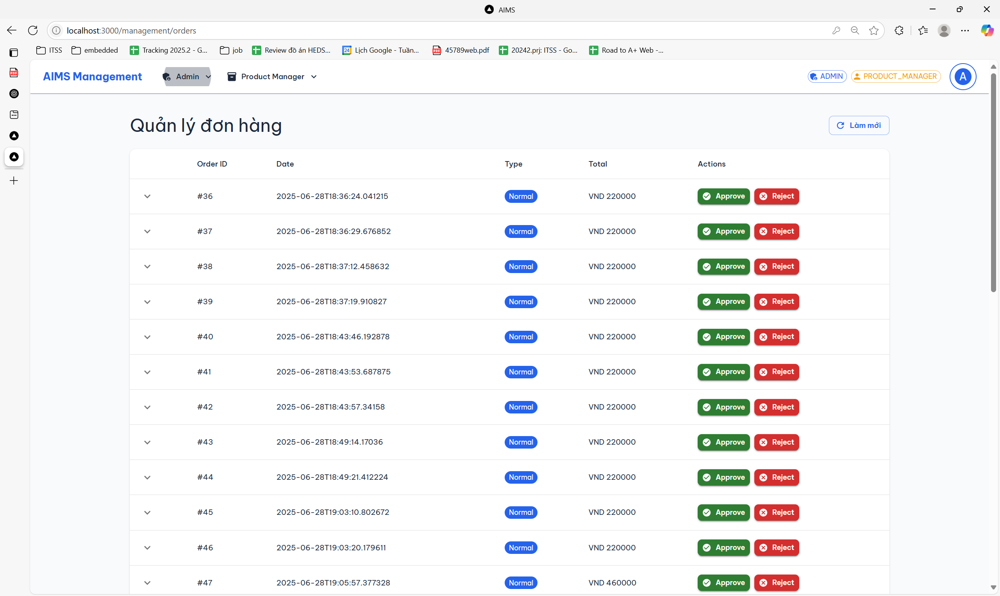 AIMS
localhost:3000/management/orders
ITSS embedded Tracking 2025.2 - G... job Review đồ án HEDS... 24 Lịch Google - Tuần... PDF 45789web.pdf 20242.prj: ITSS - Go... Road to A+ Web -...
PDF
AIMS Management Admin Product Manager ADMIN PRODUCT_MANAGER A
Quản lý đơn hàng Làm mới
Order ID Date Type Total Actions
#36 2025-06-28T18:36:24.041215 Normal VND 220000 Approve Reject
#37 2025-06-28T18:36:29.676852 Normal VND 220000 Approve Reject
#38 2025-06-28T18:37:12.458632 Normal VND 220000 Approve Reject
#39 2025-06-28T18:37:19.910827 Normal VND 220000 Approve Reject
#40 2025-06-28T18:43:46.192878 Normal VND 220000 Approve Reject
#41 2025-06-28T18:43:53.687875 Normal VND 220000 Approve Reject
#42 2025-06-28T18:43:57.34158 Normal VND 220000 Approve Reject
#43 2025-06-28T18:49:14.17036 Normal VND 220000 Approve Reject
#44 2025-06-28T18:49:21.412224 Normal VND 220000 Approve Reject
#45 2025-06-28T19:03:10.802672 Normal VND 220000 Approve Reject
#46 2025-06-28T19:03:20.179611 Normal VND 220000 Approve Reject
#47 2025-06-28T19:05:57.377328 Normal VND 460000 Approve Reject